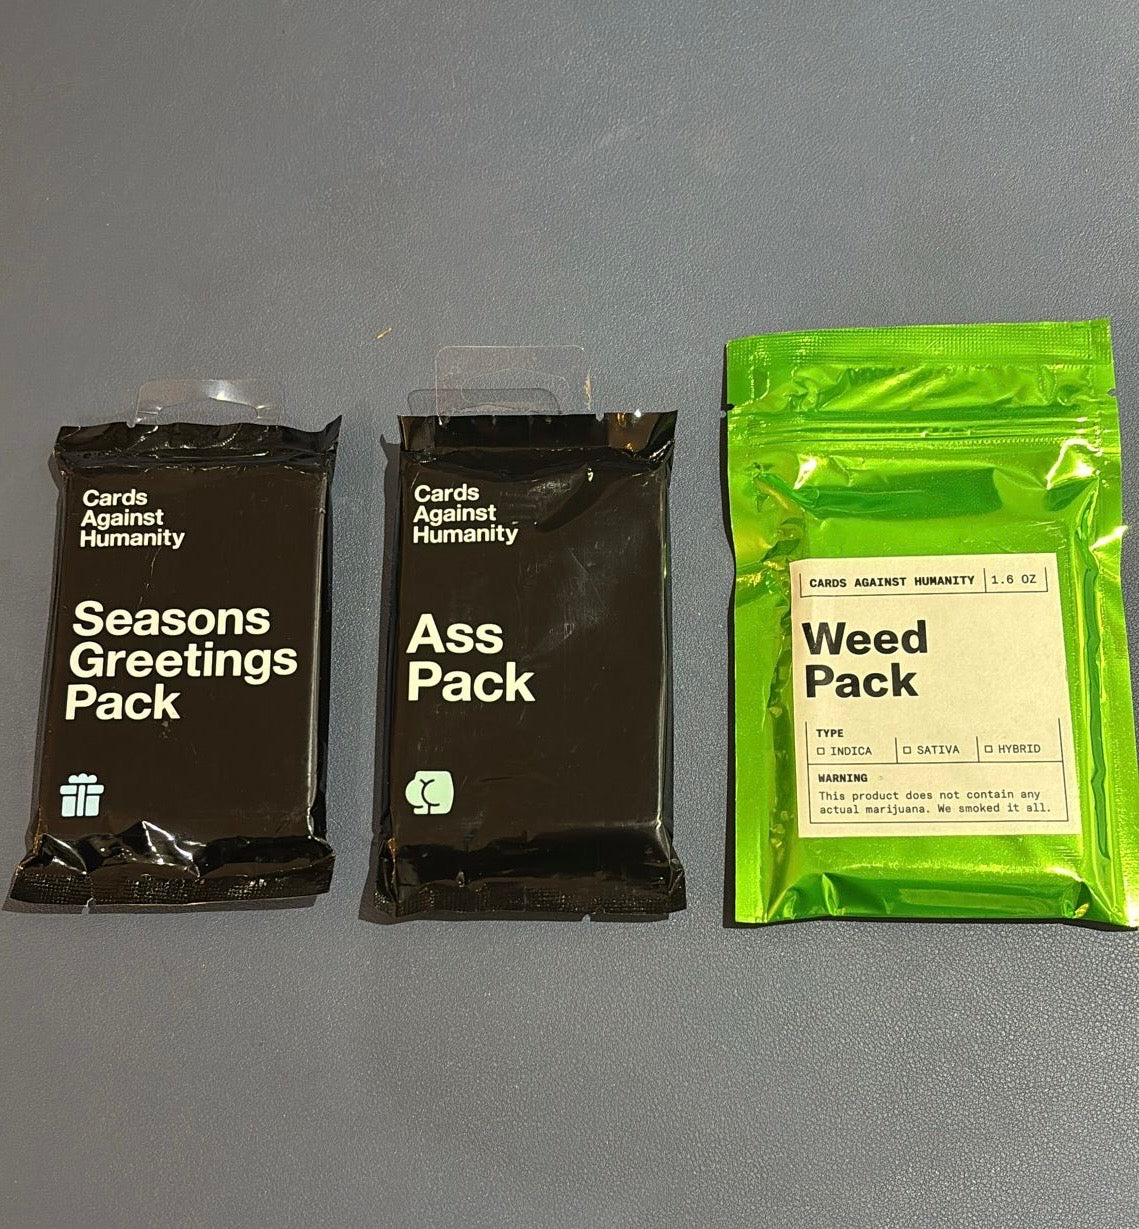 Cards
Against
Humanity
Seasons
Greetings
Pack
Cards
Against
Humanity
Ass
Pack
CARDS AGAINST HUMANITY 1.6 OZ
Weed
Pack
TYPE
INDICA SATIVA HYBRID
WARNING
This product does not contain any
actual marijuana. We smoked it all.